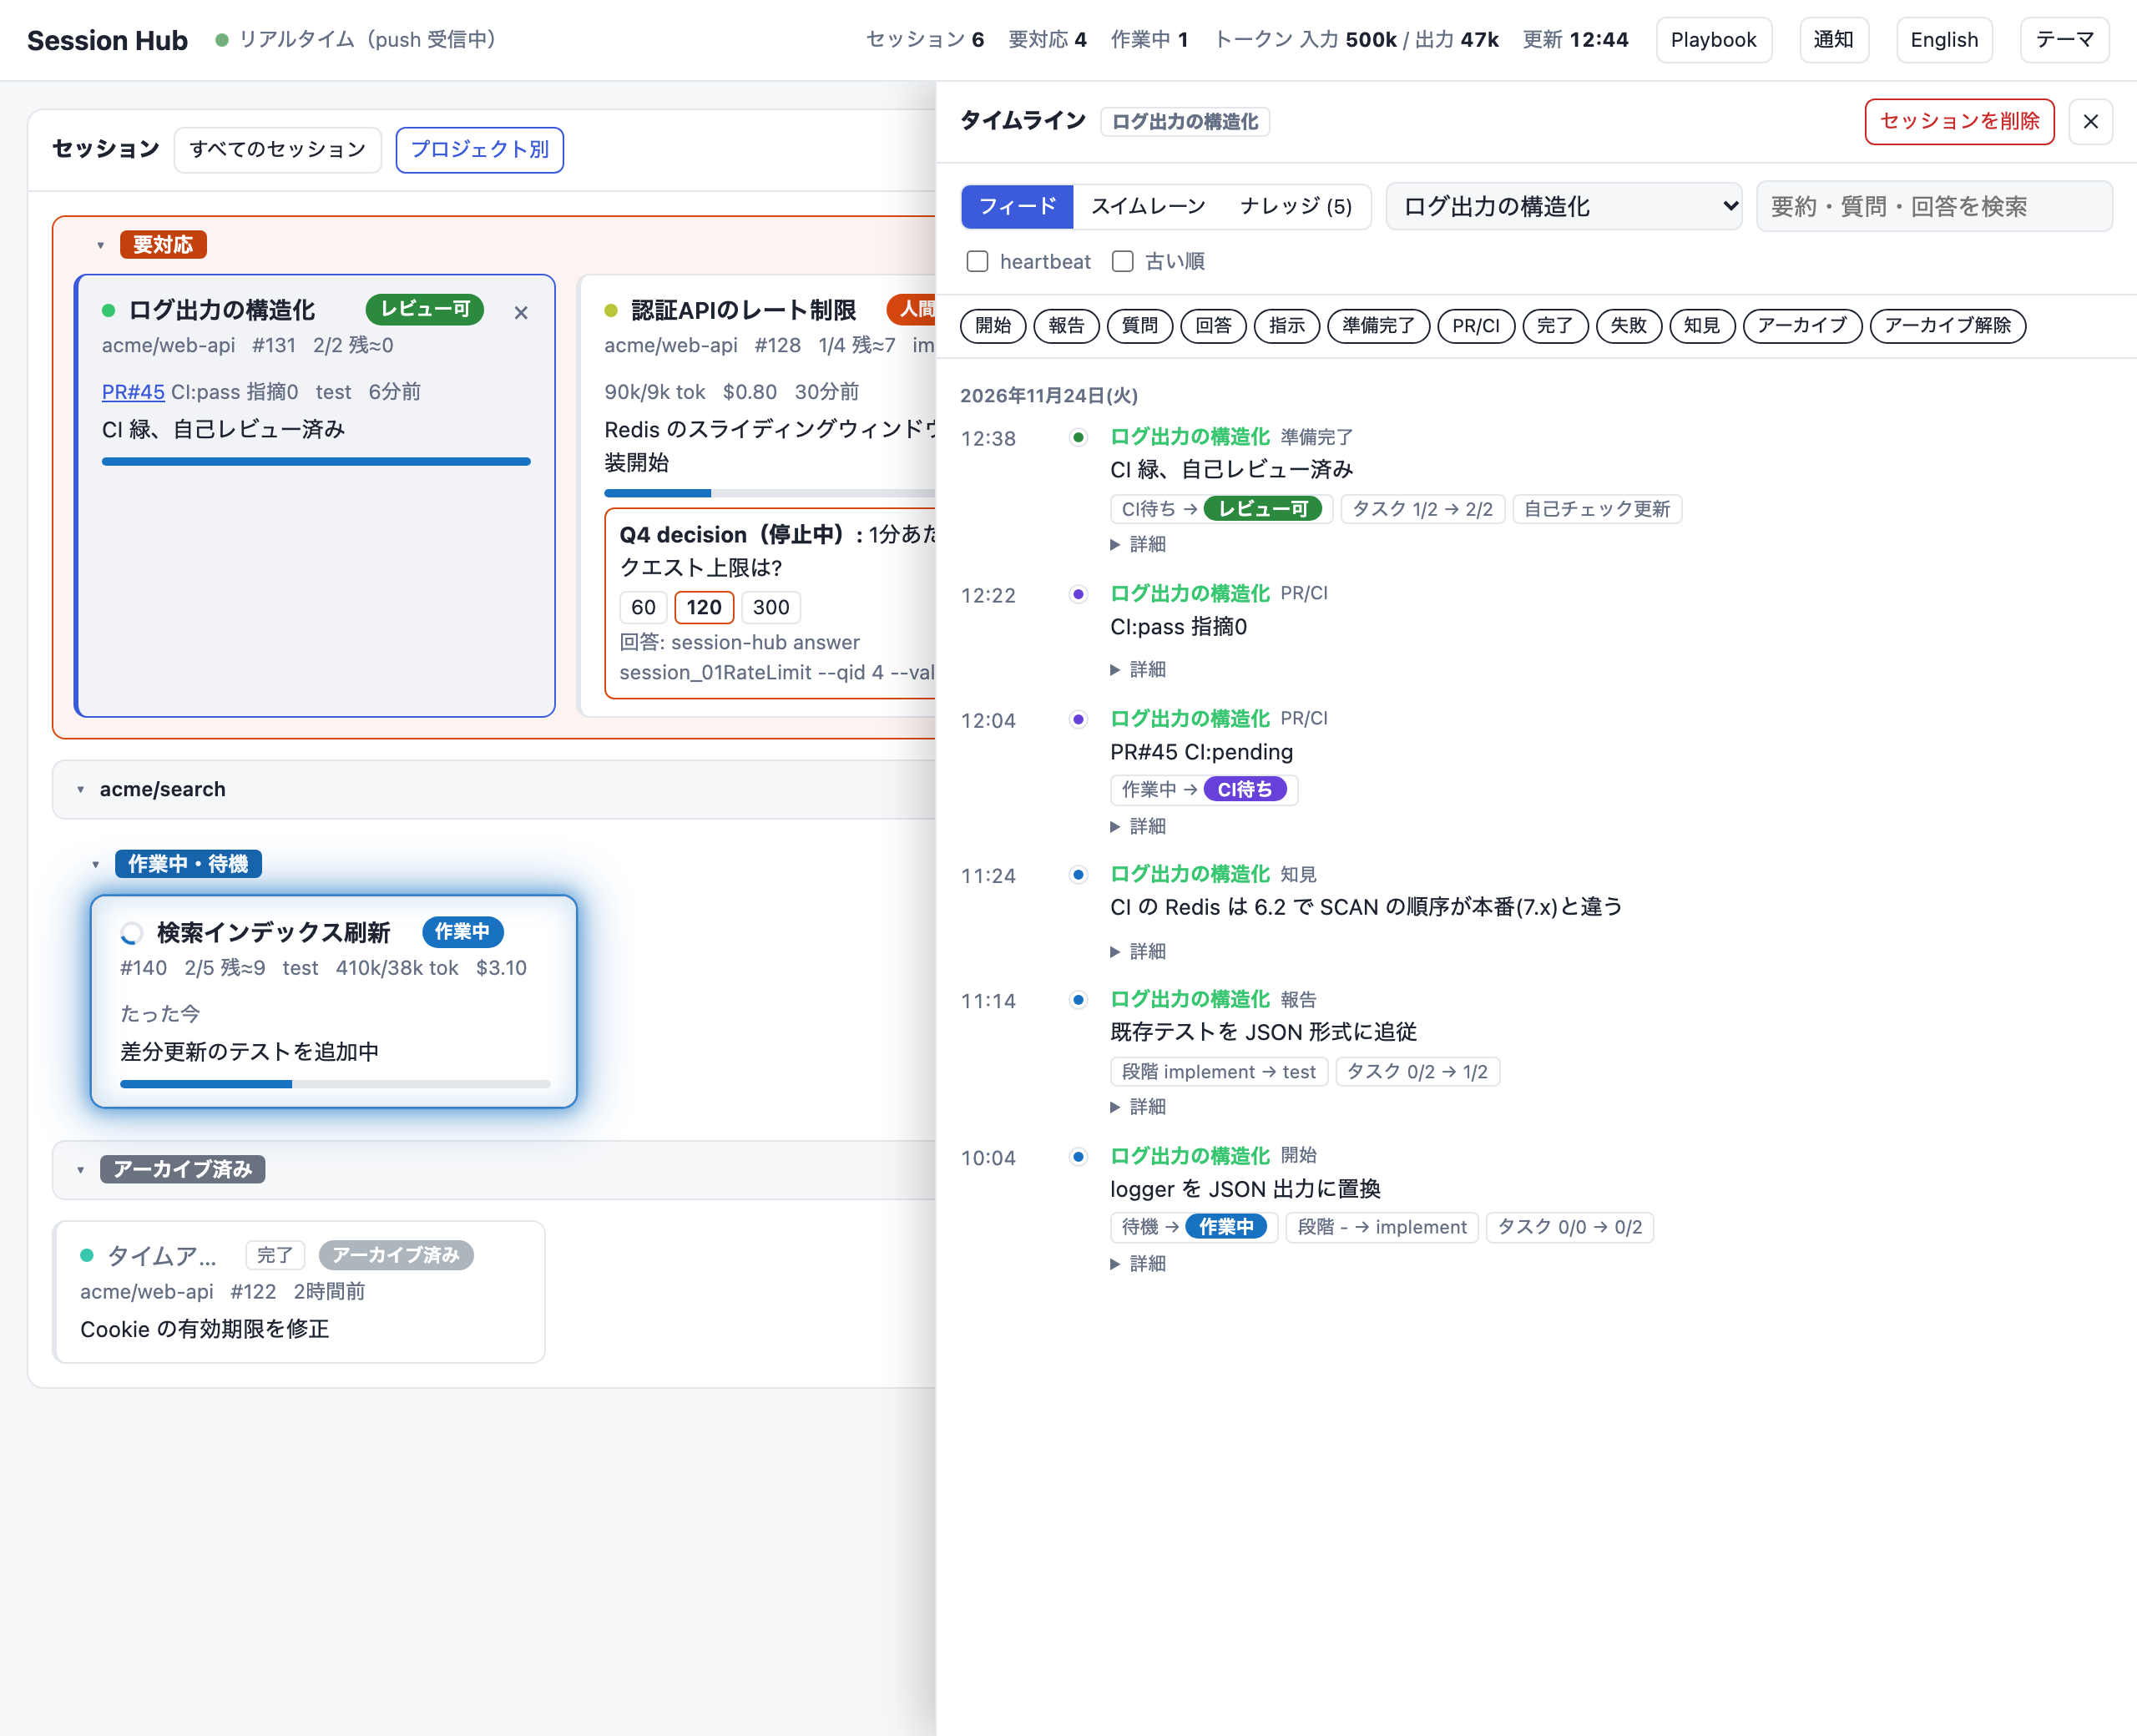 Session Hub
リアルタイム（push 受信中）
セッション 6 要対応 4 作業中 1 トークン 入力 500k / 出力 47k 更新 12:44
Playbook
通知
English
テーマ
セッション
すべてのセッション
プロジェクト別
要対応
ログ出力の構造化 レビュー可 ×
acme/web-api #131 2/2 残≈0
PR#45 CI:pass 指摘0 test 6分前
CI 緑、自己レビュー済み
認証APIのレート制限 人間
acme/web-api #128 1/4 残≈7 im
90k/9k tok $0.80 30分前
Redis のスライディングウィンドウ
装開始
Q4 decision（停止中）: 1分あた
クエスト上限は?
60 120 300
回答: session-hub answer
session_01RateLimit --qid 4 --val
acme/search
作業中・待機
検索インデックス刷新 作業中
#140 2/5 残≈9 test 410k/38k tok $3.10
たった今
差分更新のテストを追加中
アーカイブ済み
タイムア... 完了 アーカイブ済み
acme/web-api #122 2時間前
Cookie の有効期限を修正
タイムライン ログ出力の構造化
セッションを削除 ×
フィード スイムレーン ナレッジ (5)
ログ出力の構造化
要約・質問・回答を検索
heartbeat 古い順
開始 報告 質問 回答 指示 準備完了 PR/CI 完了 失敗 知見 アーカイブ アーカイブ解除
2026年11月24日(火)
12:38 ログ出力の構造化 準備完了
CI 緑、自己レビュー済み
CI待ち → レビュー可 タスク 1/2 → 2/2 自己チェック更新
▶ 詳細
12:22 ログ出力の構造化 PR/CI
CI:pass 指摘0
▶ 詳細
12:04 ログ出力の構造化 PR/CI
PR#45 CI:pending
作業中 → CI待ち
▶ 詳細
11:24 ログ出力の構造化 知見
CI の Redis は 6.2 で SCAN の順序が本番(7.x)と違う
▶ 詳細
11:14 ログ出力の構造化 報告
既存テストを JSON 形式に追従
段階 implement → test タスク 0/2 → 1/2
▶ 詳細
10:04 ログ出力の構造化 開始
logger を JSON 出力に置換
待機 → 作業中 段階 - → implement タスク 0/0 → 0/2
▶ 詳細